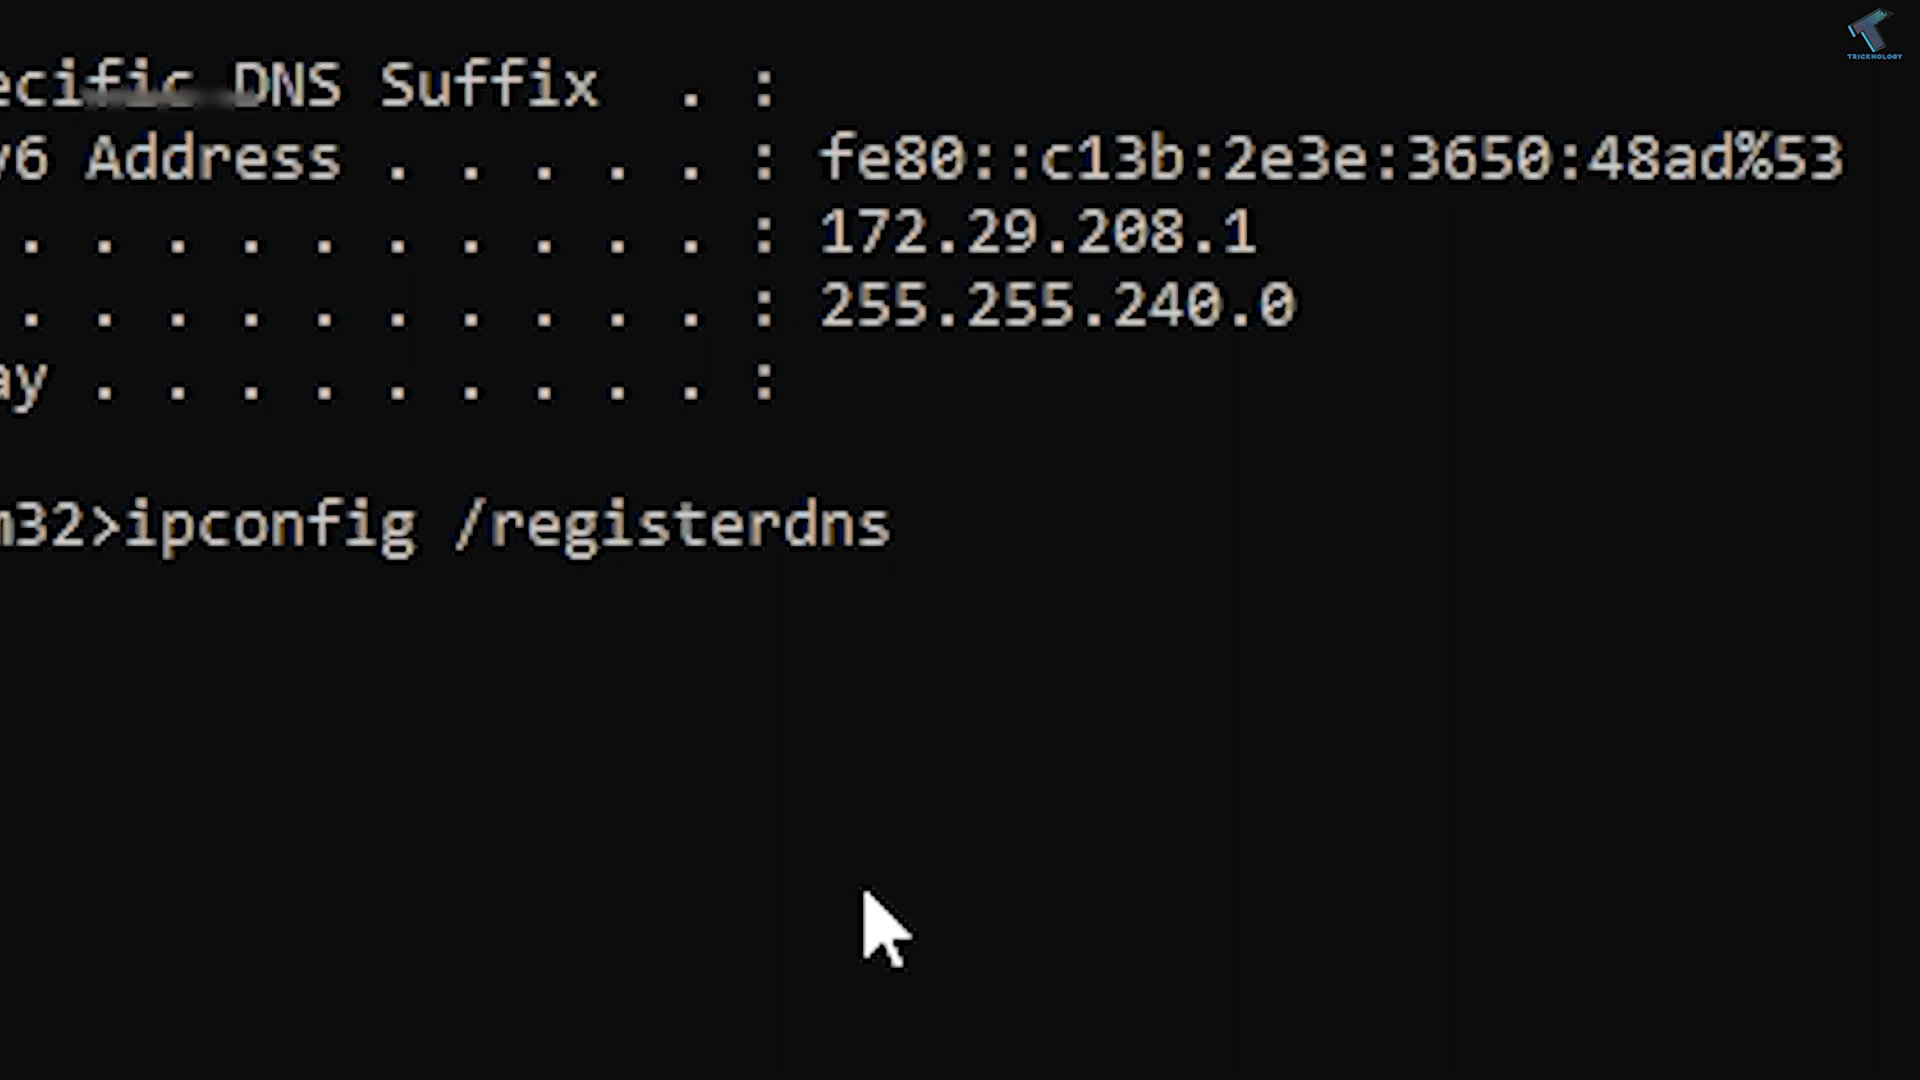 TRICKNOLOGY
ecific DNS Suffix . :
v6 Address . . . . . : fe80::c13b:2e3e:3650:48ad%53
. . . . . . . . . . : 172.29.208.1
. . . . . . . . . . : 255.255.240.0
ay . . . . . . . . . :
m32>ipconfig /registerdns